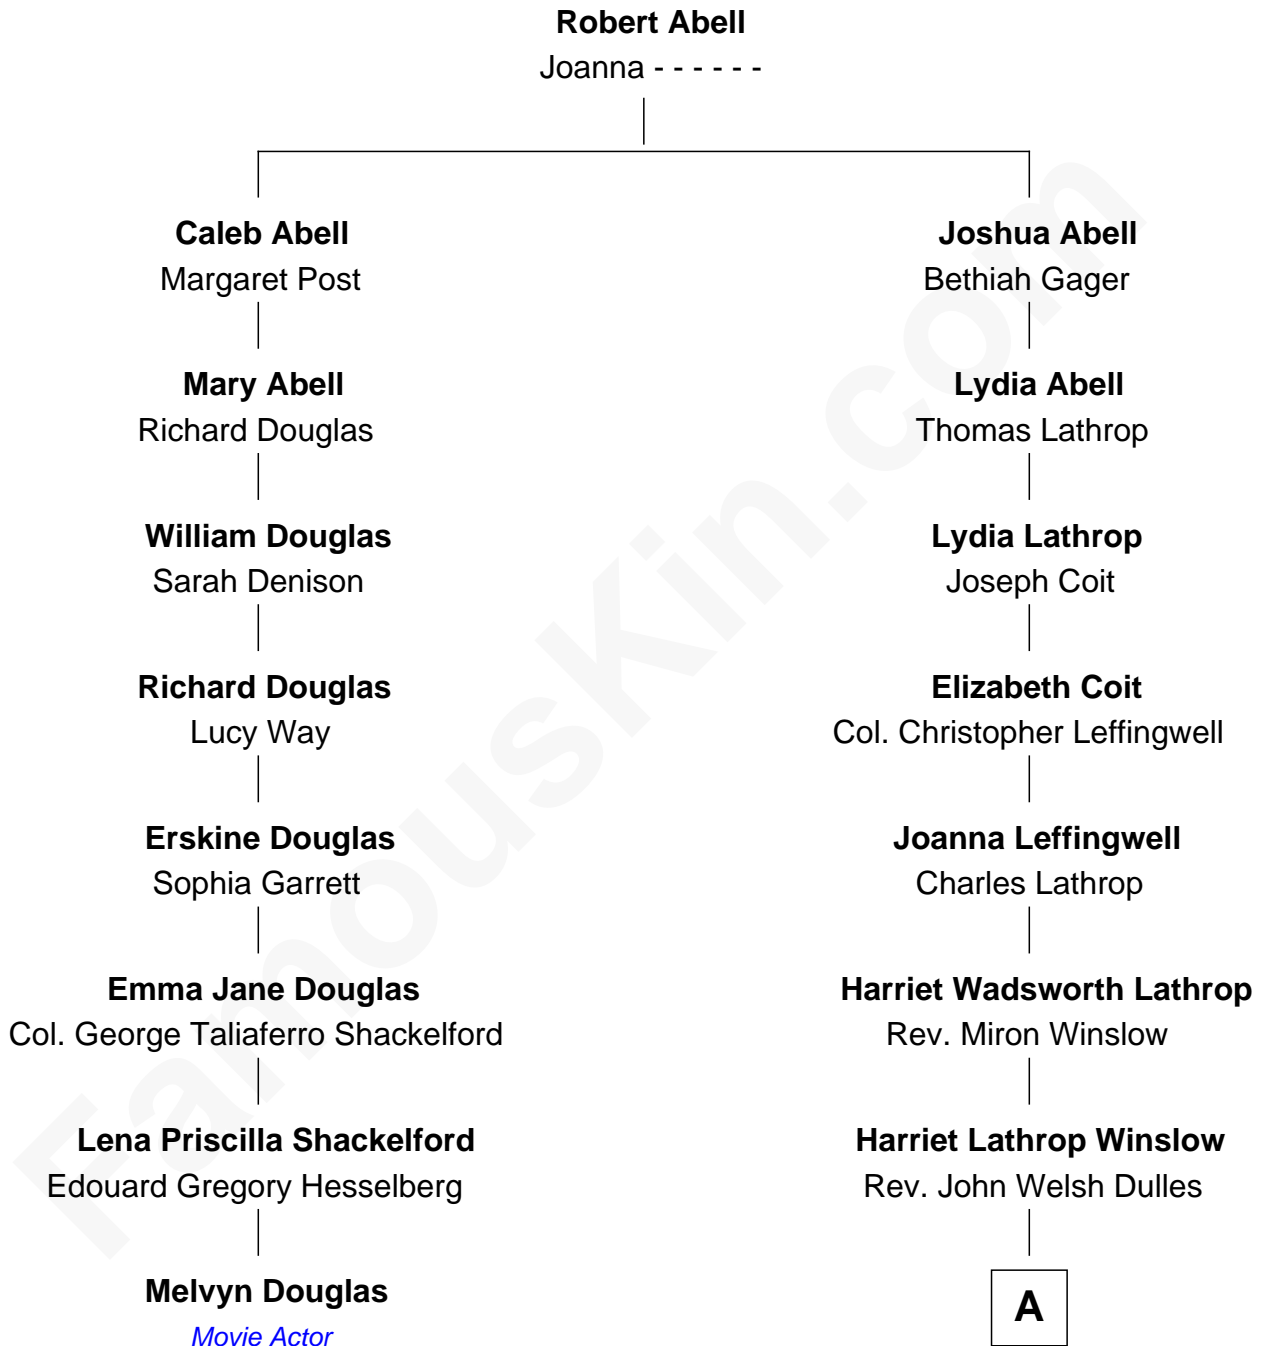 Robert Abell
Joanna - - - - - -
Caleb Abell
Margaret Post
Joshua Abell
Bethiah Gager
Mary Abell
Richard Douglas
Lydia Abell
Thomas Lathrop
William Douglas
Sarah Denison
Lydia Lathrop
Joseph Coit
Richard Douglas
Lucy Way
Elizabeth Coit
Col. Christopher Leffingwell
Erskine Douglas
Sophia Garrett
Joanna Leffingwell
Charles Lathrop
Emma Jane Douglas
Col. George Taliaferro Shackelford
Harriet Wadsworth Lathrop
Rev. Miron Winslow
Lena Priscilla Shackelford
Edouard Gregory Hesselberg
Harriet Lathrop Winslow
Rev. John Welsh Dulles
Melvyn Douglas
Movie Actor
A
FamousKin.com